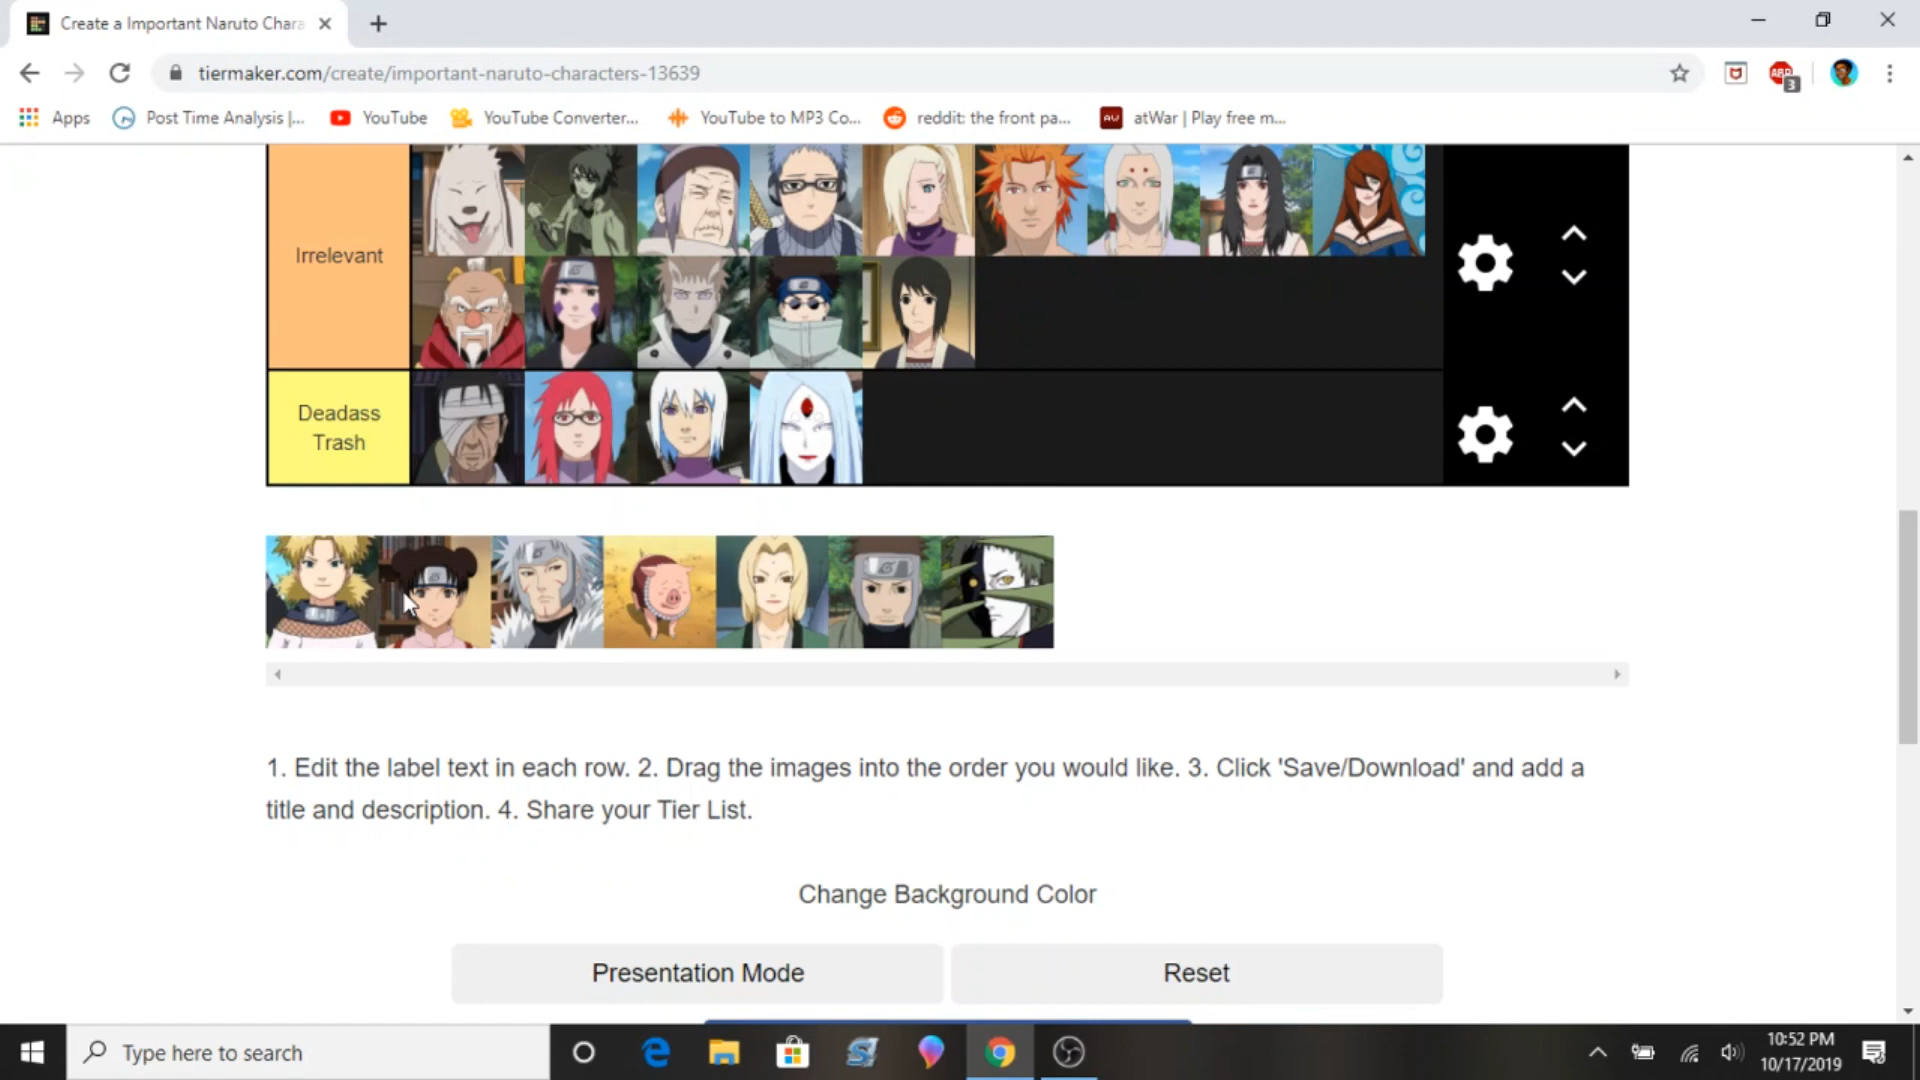 Create a Important Naruto Chara
tiermaker.com/create/important-naruto-characters-13639
ABP
3
Apps
Post Time Analysis |...
YouTube
YouTube Converter...
YouTube to MP3 Co...
reddit: the front pa...
AW
atWar | Play free m...
Irrelevant
Deadass
Trash
1. Edit the label text in each row. 2. Drag the images into the order you would like. 3. Click 'Save/Download' and add a
title and description. 4. Share your Tier List.
Change Background Color
Presentation Mode
Reset
Type here to search
10:52 PM
10/17/2019